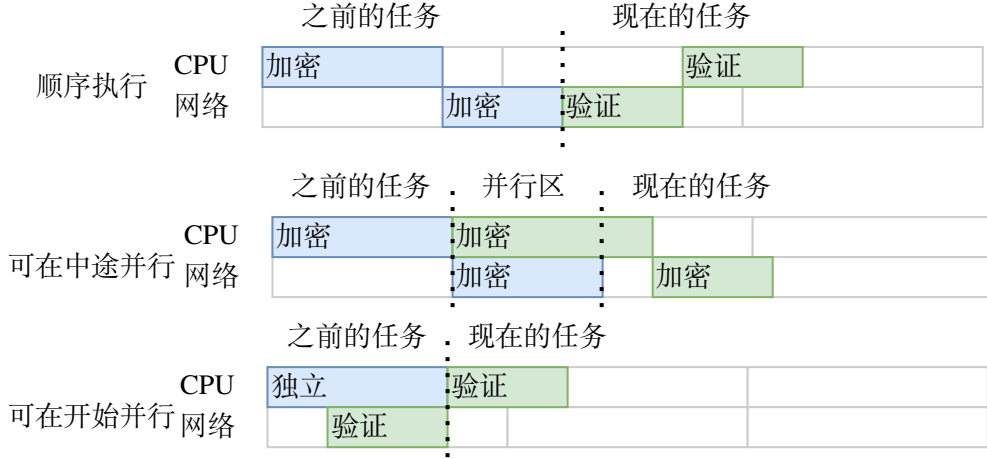 之前的任务 现在的任务
顺序执行 CPU 加密 验证
网络 加密 验证
之前的任务 并行区 现在的任务
可在中途并行 CPU 加密 加密
网络 加密 加密
之前的任务 现在的任务
可在开始并行 CPU 独立 验证
网络 验证